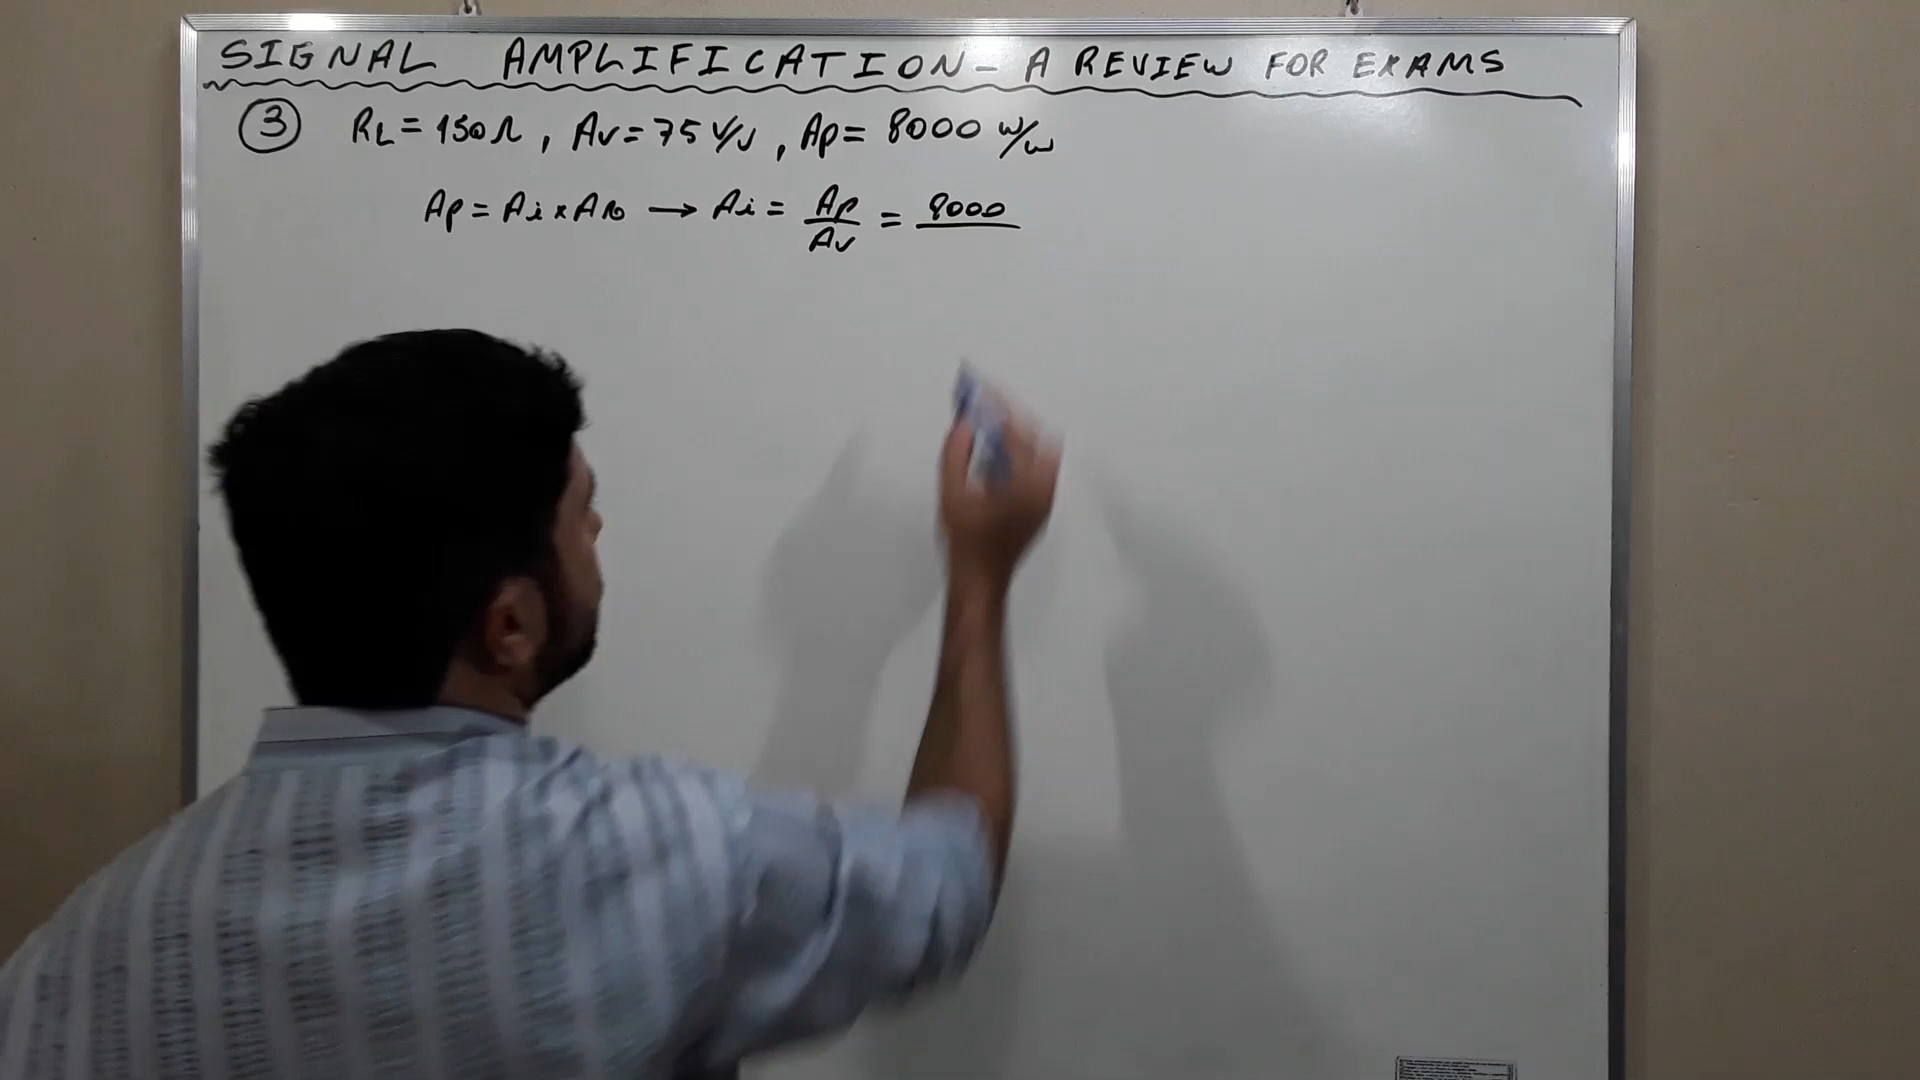 SIGNAL AMPLIFICATION - A REVIEW FOR EXAMS
③ RL = 150Ω, Av = 75 V/V, Ap = 8000 W/W
Ap = Ai × Av → Ai = Ap/Av = 8000